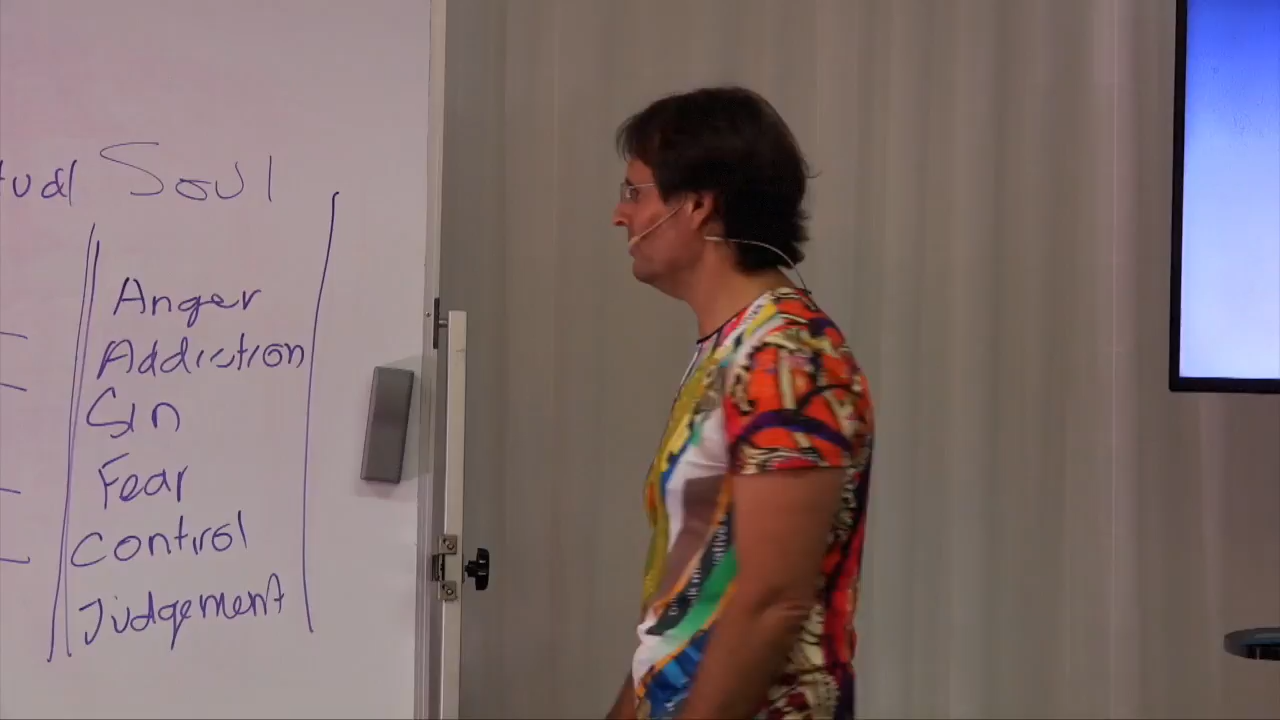 Soul
Anger
Addiction
Sin
Fear
Control
Judgement